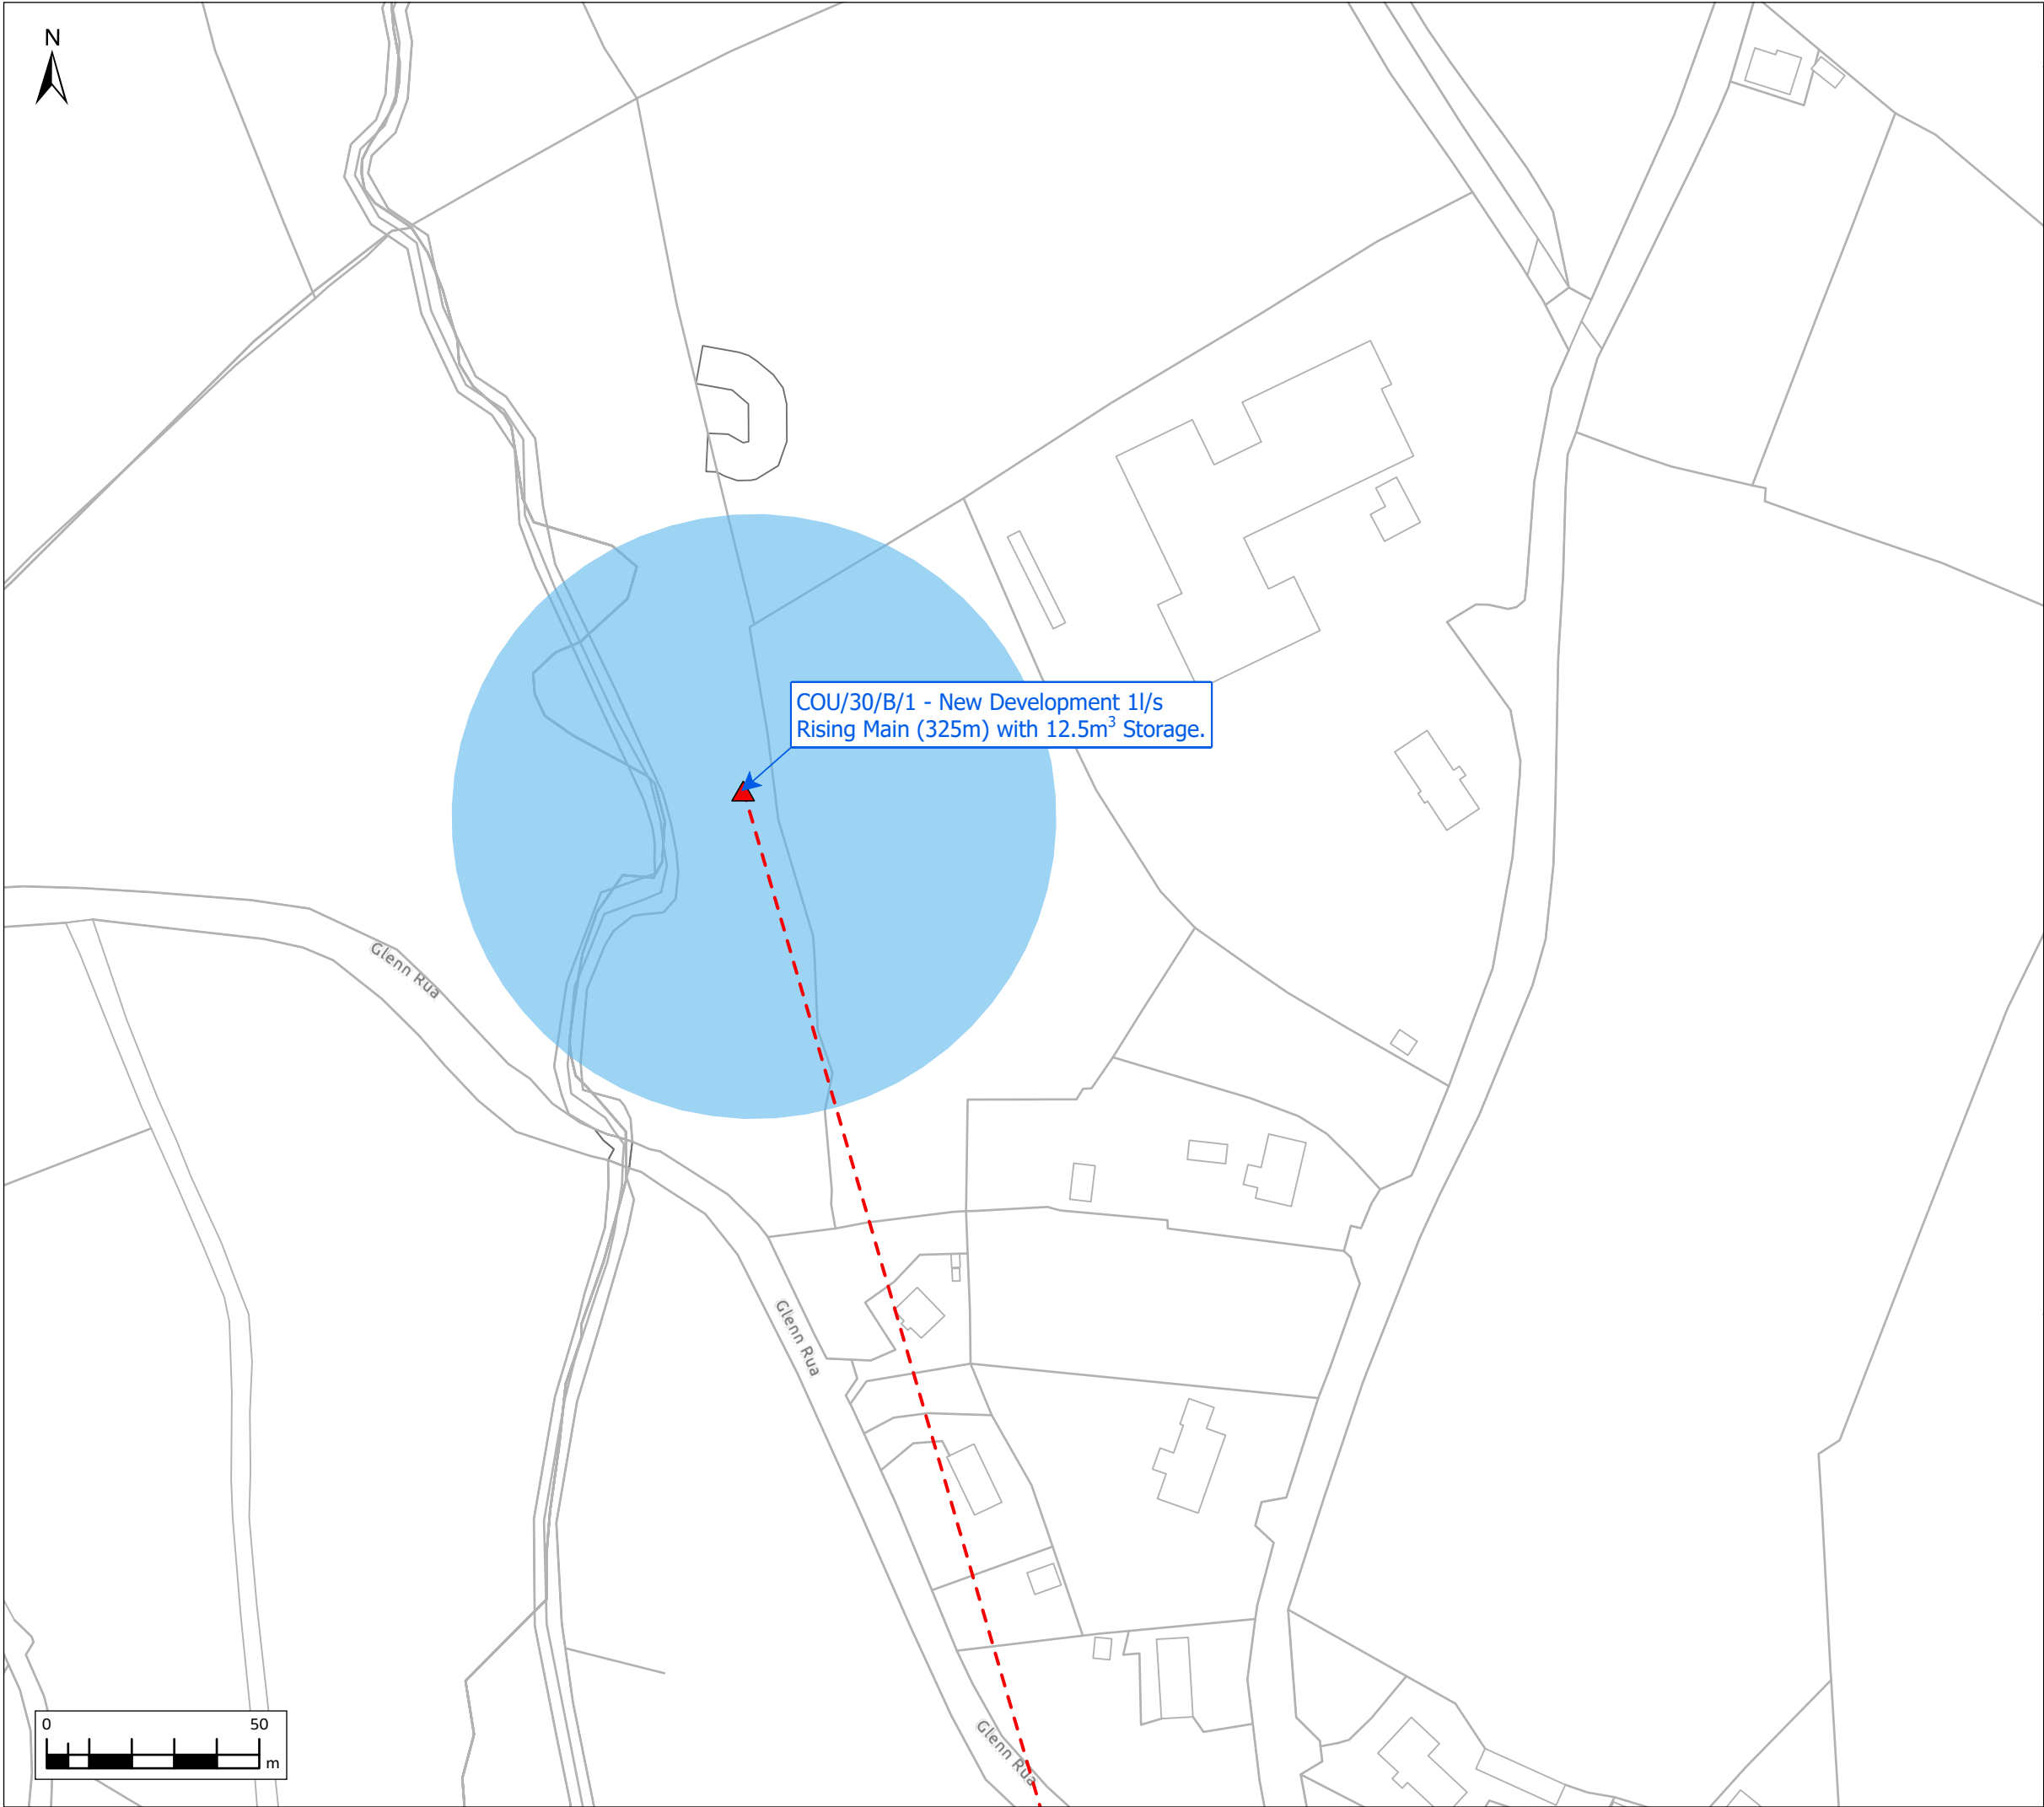 N
COU/30/B/1 - New Development 1l/s
Rising Main (325m) with 12.5m³ Storage.
Glenn Rua
Glenn Rua
Glenn Rua
0 50
m